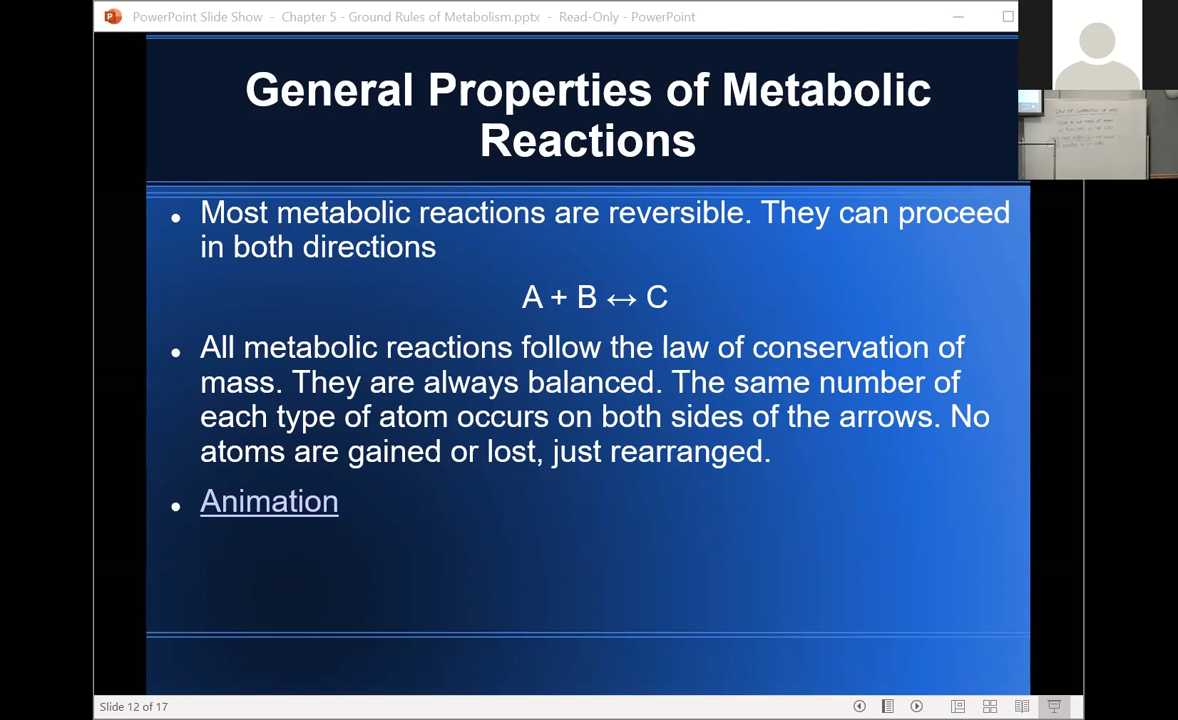 PowerPoint Slide Show - Chapter 5 - Ground Rules of Metabolism.pptx - Read-Only - PowerPoint
General Properties of Metabolic
Reactions
• Most metabolic reactions are reversible. They can proceed
in both directions
A + B ↔ C
• All metabolic reactions follow the law of conservation of
mass. They are always balanced. The same number of
each type of atom occurs on both sides of the arrows. No
atoms are gained or lost, just rearranged.
• Animation
Slide 12 of 17